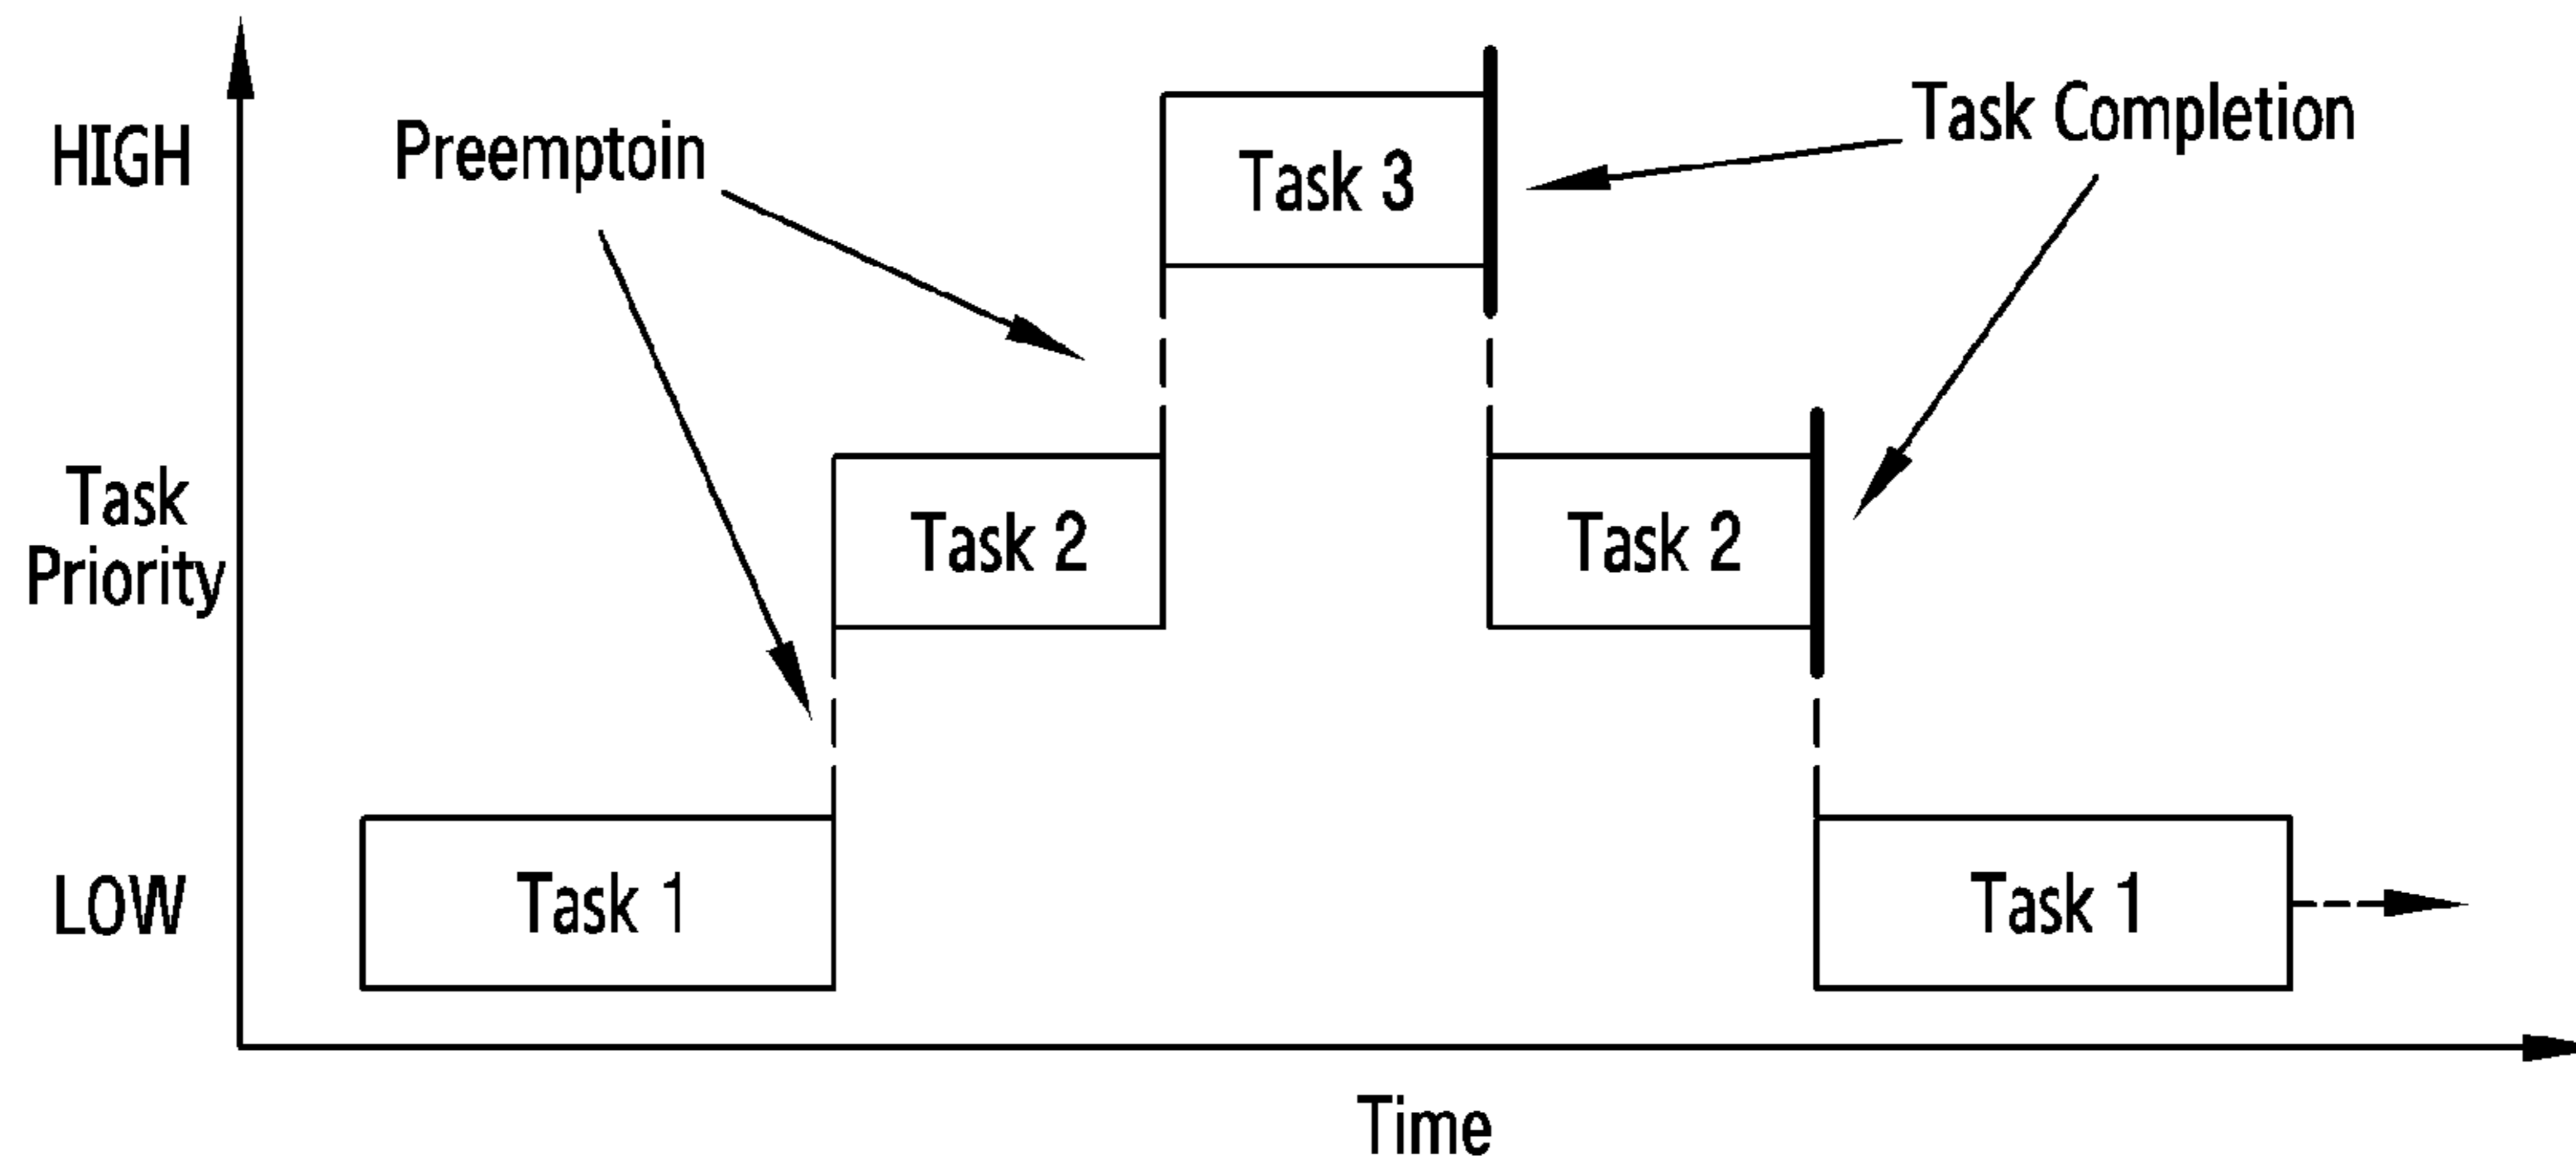 HIGH
Preemptoin
Task 3
Task Completion
Task
Priority
Task 2
Task 2
LOW
Task 1
Task 1
Time